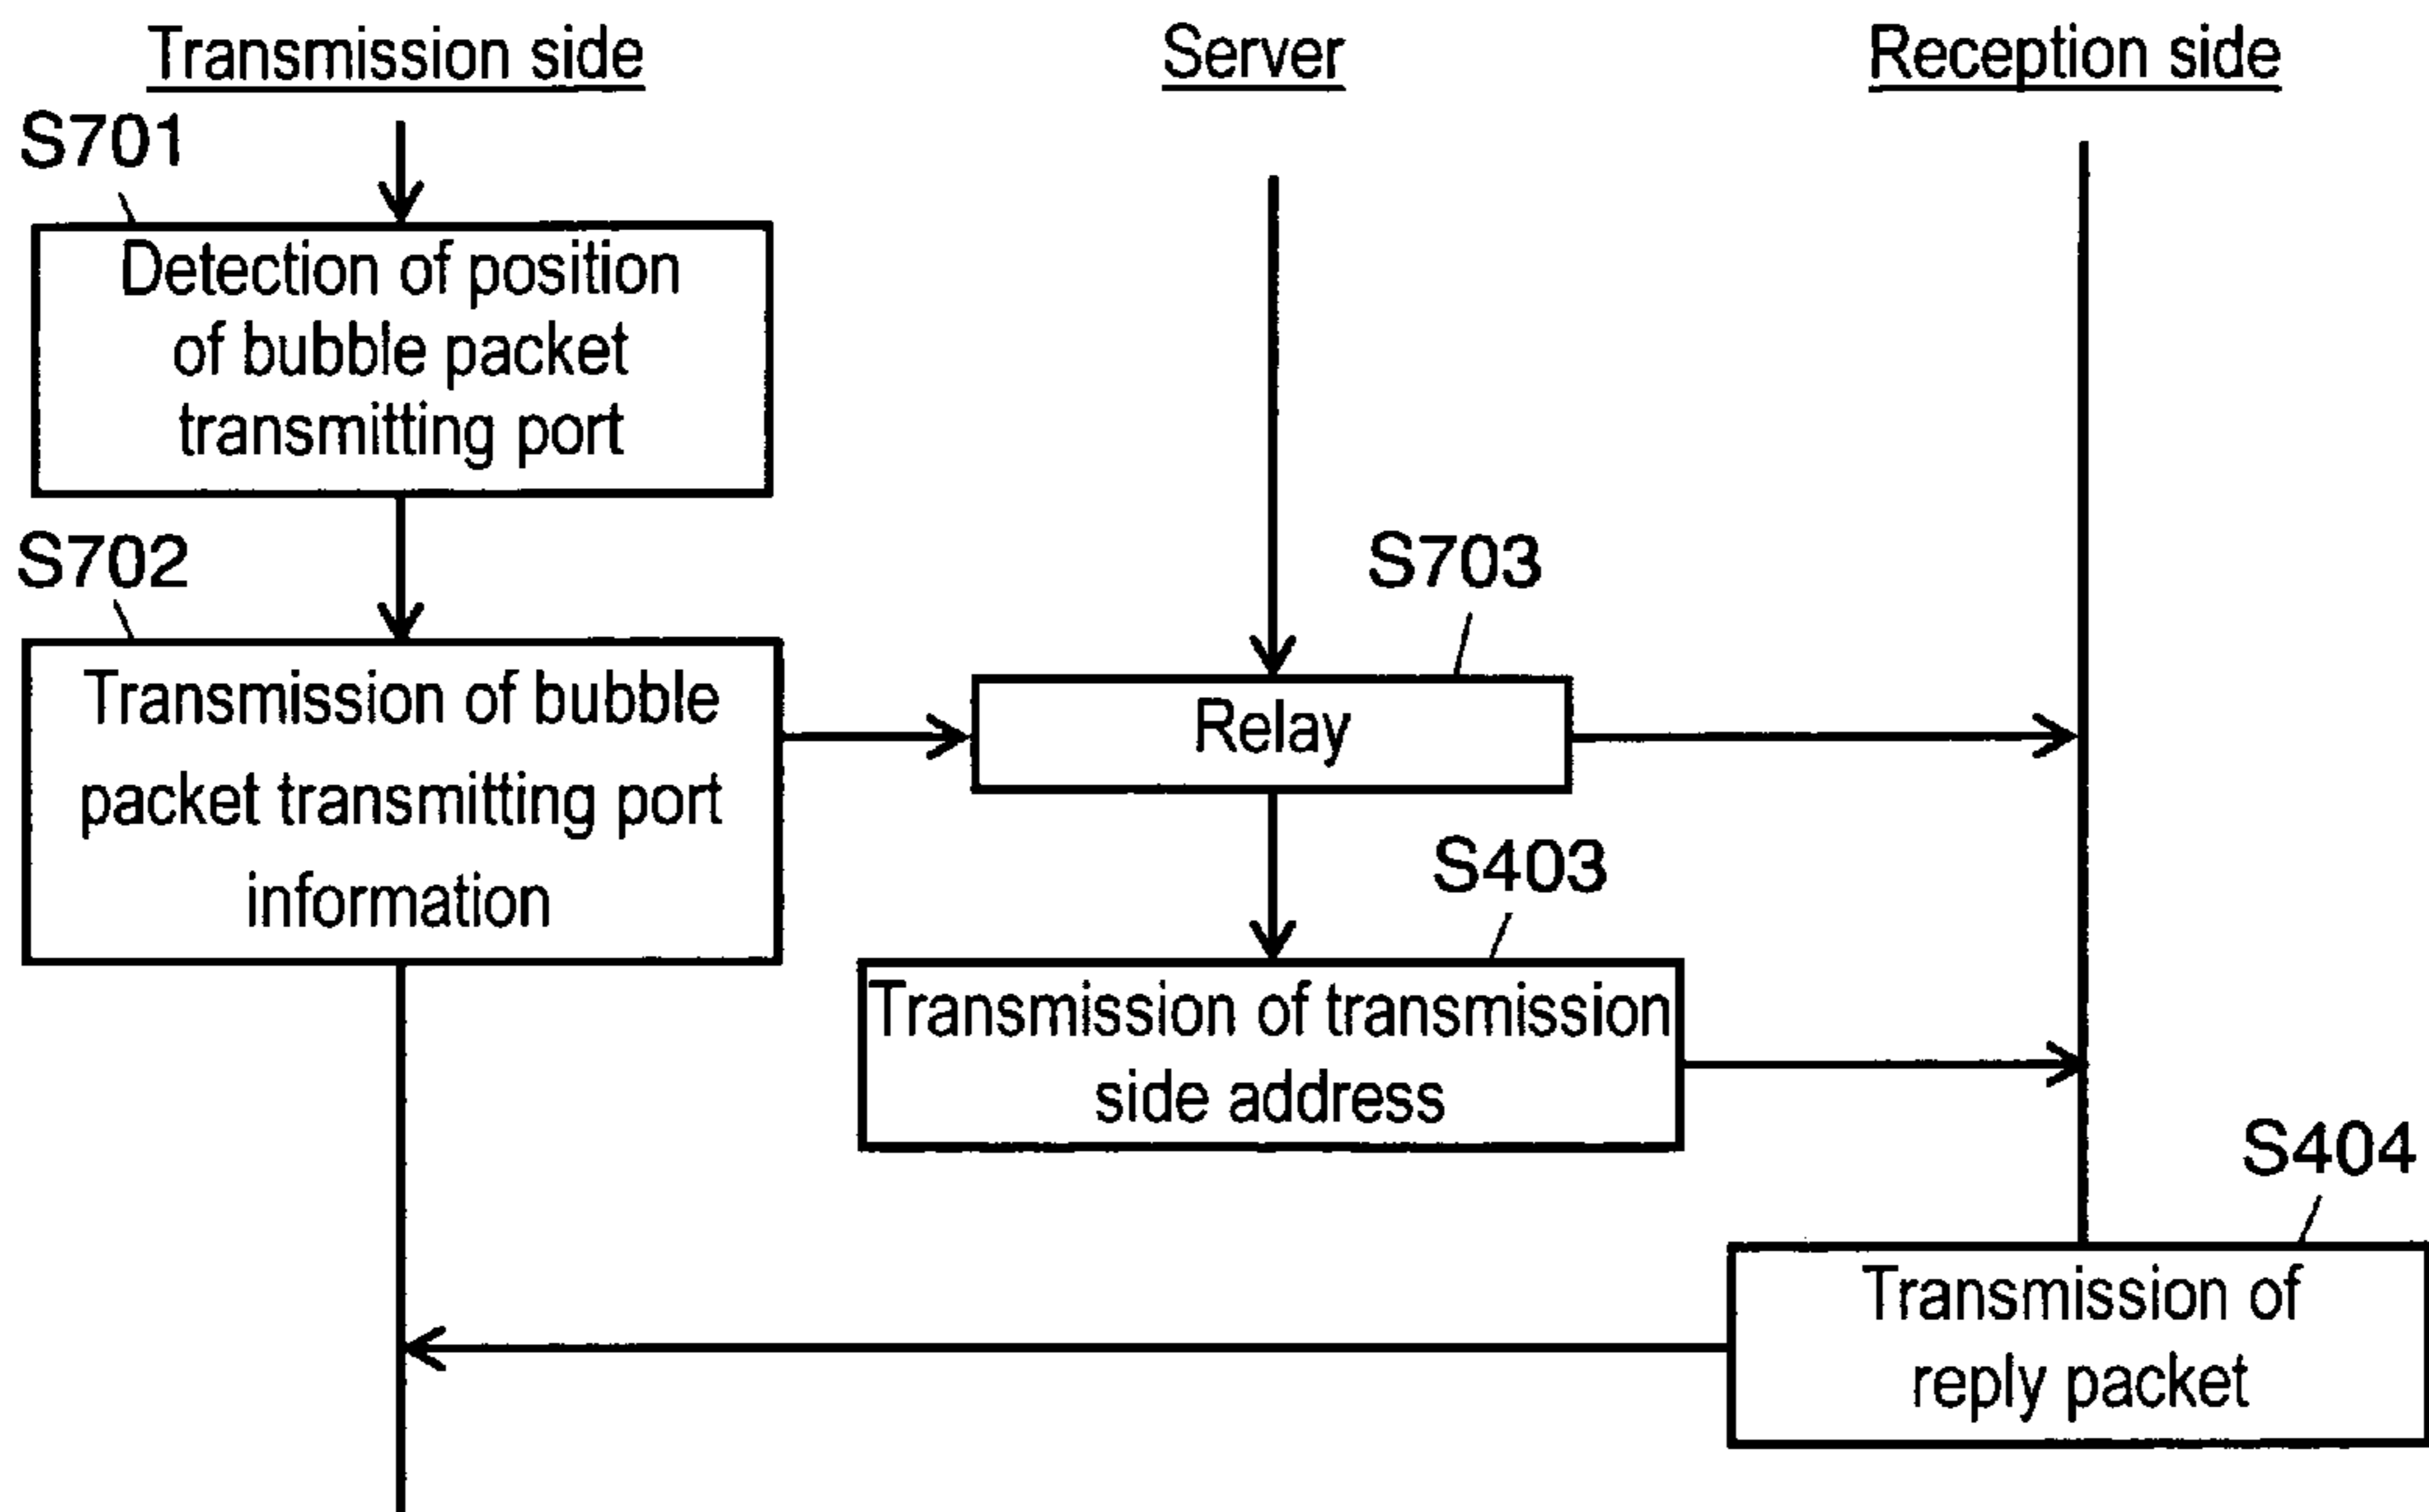 Transmission side
Server
Reception side
S701
Detection of position
of bubble packet
transmitting port
S702
Transmission of bubble
packet transmitting port
information
S703
Relay
S403
Transmission of transmission
side address
S404
Transmission of
reply packet